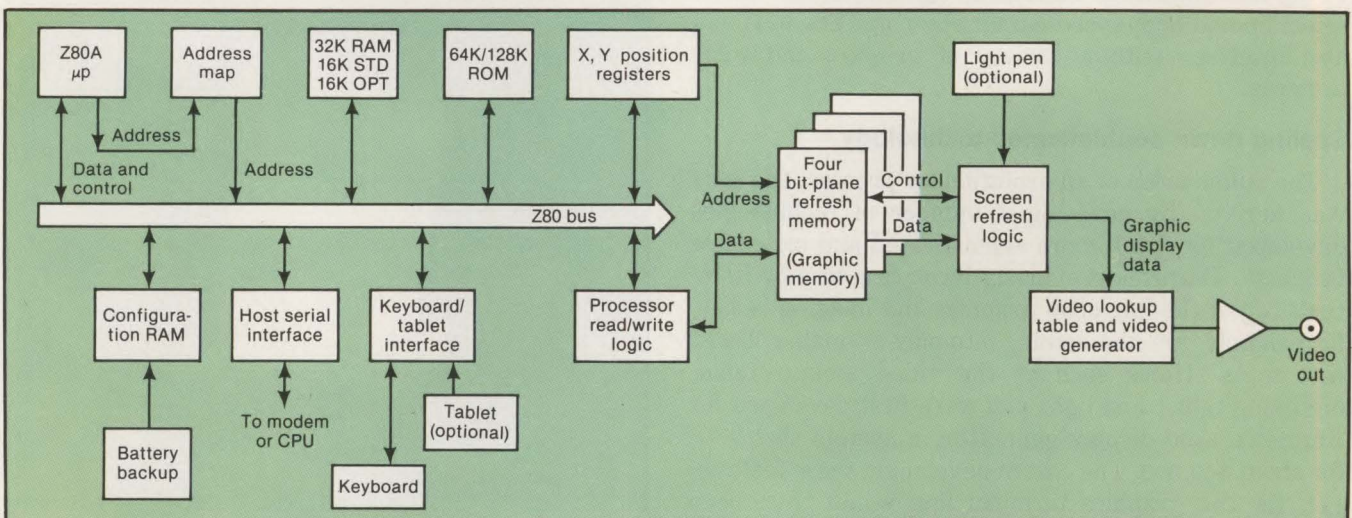 Z80A
µp
Address
map
32K RAM
16K STD
16K OPT
64K/128K
ROM
X, Y position
registers
Light pen
(optional)
Address
Data and
control
Address
Z80 bus
Address
Data
Four
bit-plane
refresh
memory
(Graphic
memory)
Control
Data
Screen
refresh
logic
Graphic
display
data
Configura-
tion RAM
Host serial
interface
Keyboard/
tablet
interface
Processor
read/write
logic
Video lookup
table and video
generator
Video
out
To modem
or CPU
Tablet
(optional)
Battery
backup
Keyboard